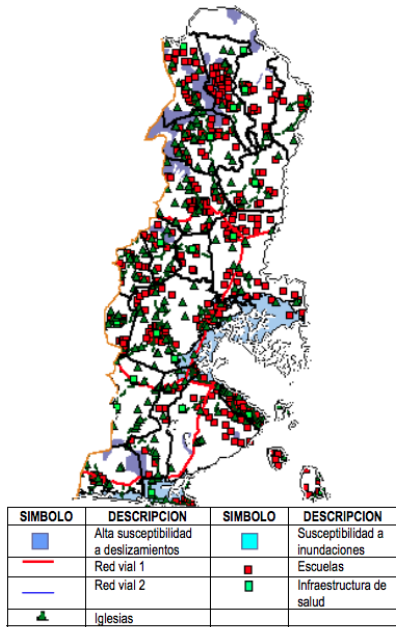 SIMBOLO DESCRIPCION SIMBOLO DESCRIPCION
Alta susceptibilidad a deslizamientos
Susceptibilidad a inundaciones
Red vial 1
Escuelas
Red vial 2
Infraestructura de salud
Iglesias